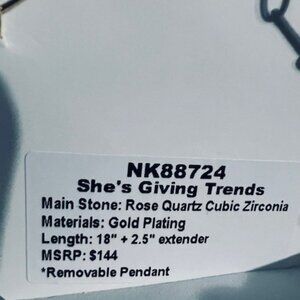 NK88724
She's Giving Trends
Main Stone: Rose Quartz Cubic Zirconia
Materials: Gold Plating
Length: 18" + 2.5" extender
MSRP: $144
*Removable Pendant